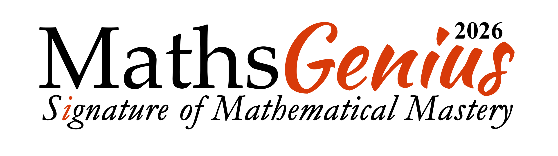 MathsGenius 2026
Signature of Mathematical Mastery